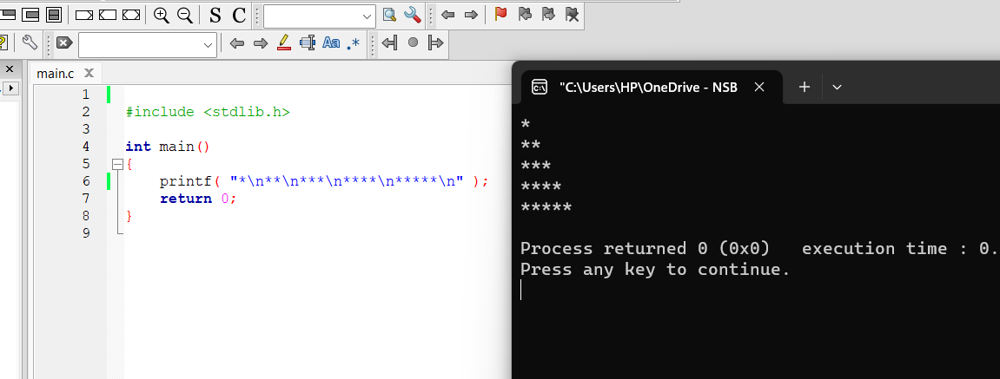 S C
Aa .*
main.c
1
2 #include <stdlib.h>
3
4 int main()
5 {
6 printf( "*\n**\n***\n****\n*****\n" );
7 return 0;
8 }
9
C:\
"C:\Users\HP\OneDrive - NSB
*
**
***
****
*****
Process returned 0 (0x0)   execution time : 0.
Press any key to continue.